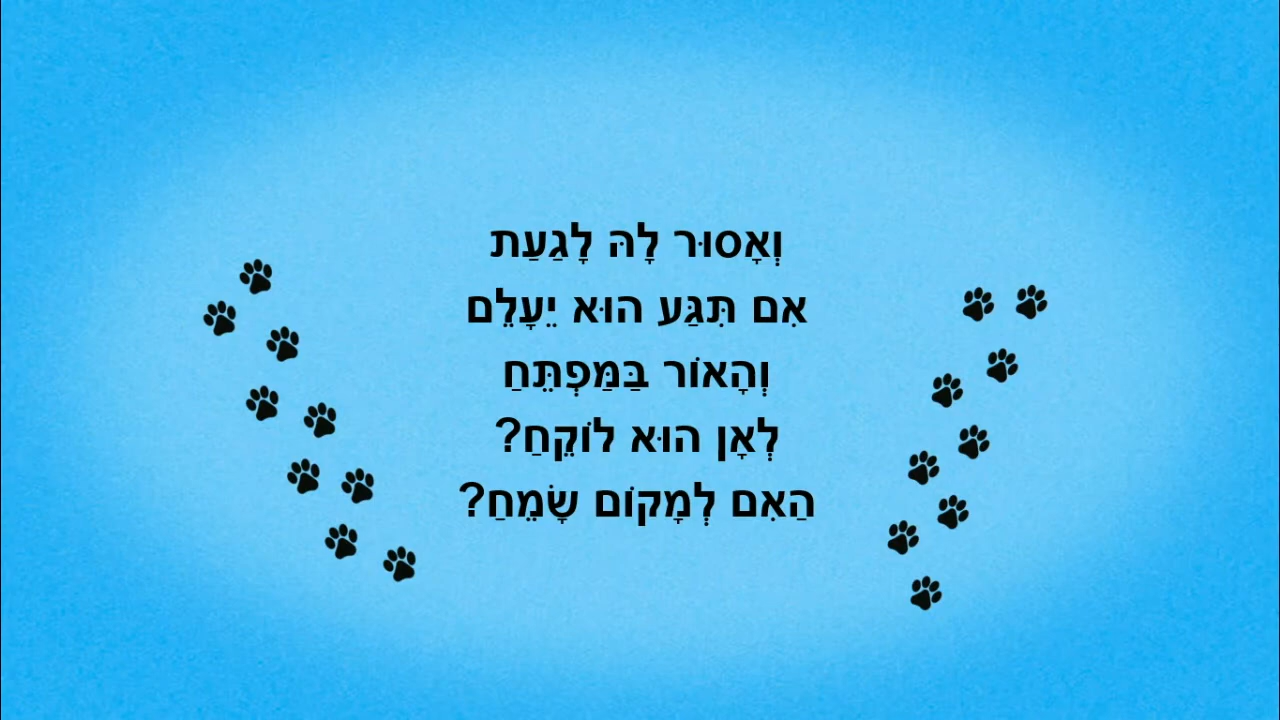 וְאָסוּר לָהּ לָגַעַת
אִם תִּגַּע הוּא יֵעָלֵם
וְהָאוֹר בַּמַּפְתֵּחַ
לְאָן הוּא לוֹקֵחַ?
הַאִם לְמָקוֹם שָׂמֵחַ?